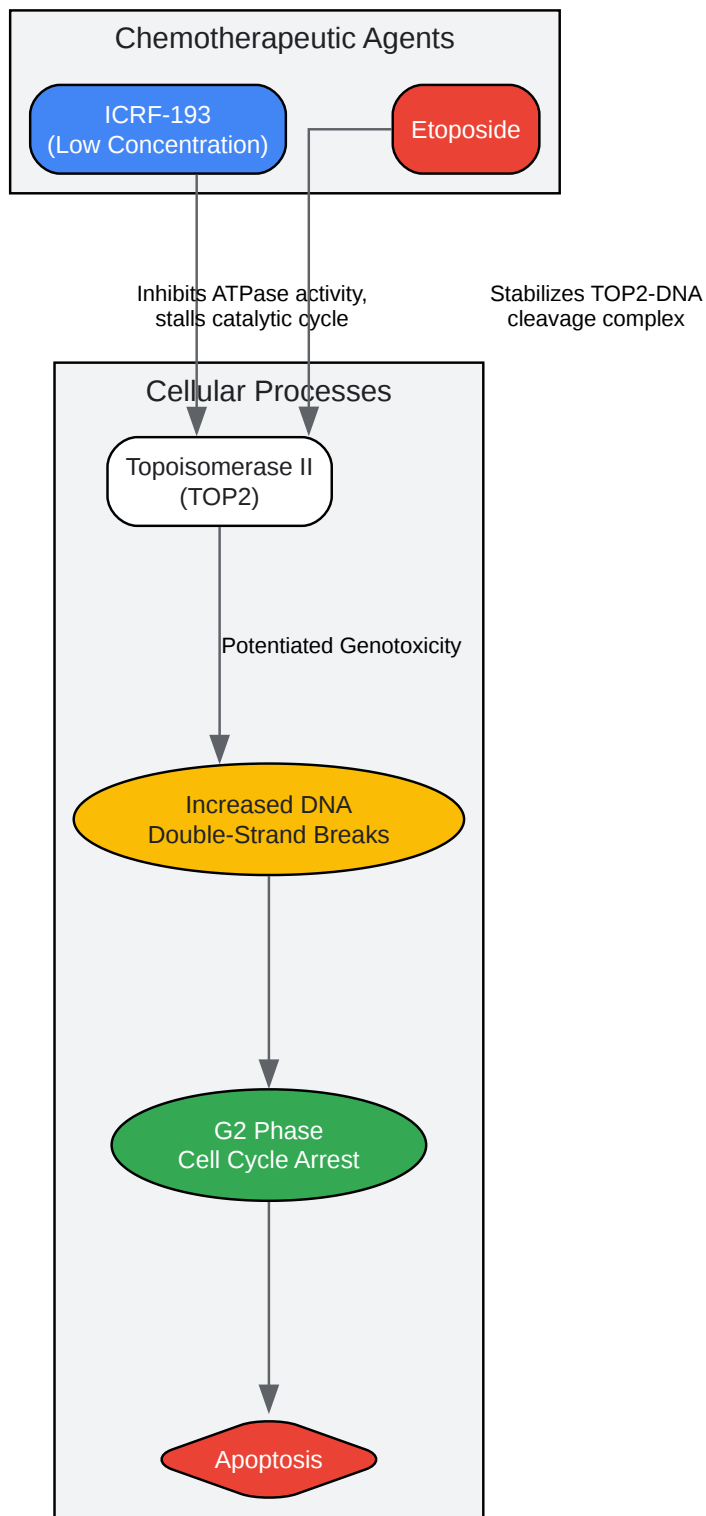 Chemotherapeutic Agents
ICRF-193
(Low Concentration)
Etoposide
Inhibits ATPase activity,
stalls catalytic cycle
Stabilizes TOP2-DNA
cleavage complex
Cellular Processes
Topoisomerase II
(TOP2)
Potentiated Genotoxicity
Increased DNA
Double-Strand Breaks
G2 Phase
Cell Cycle Arrest
Apoptosis